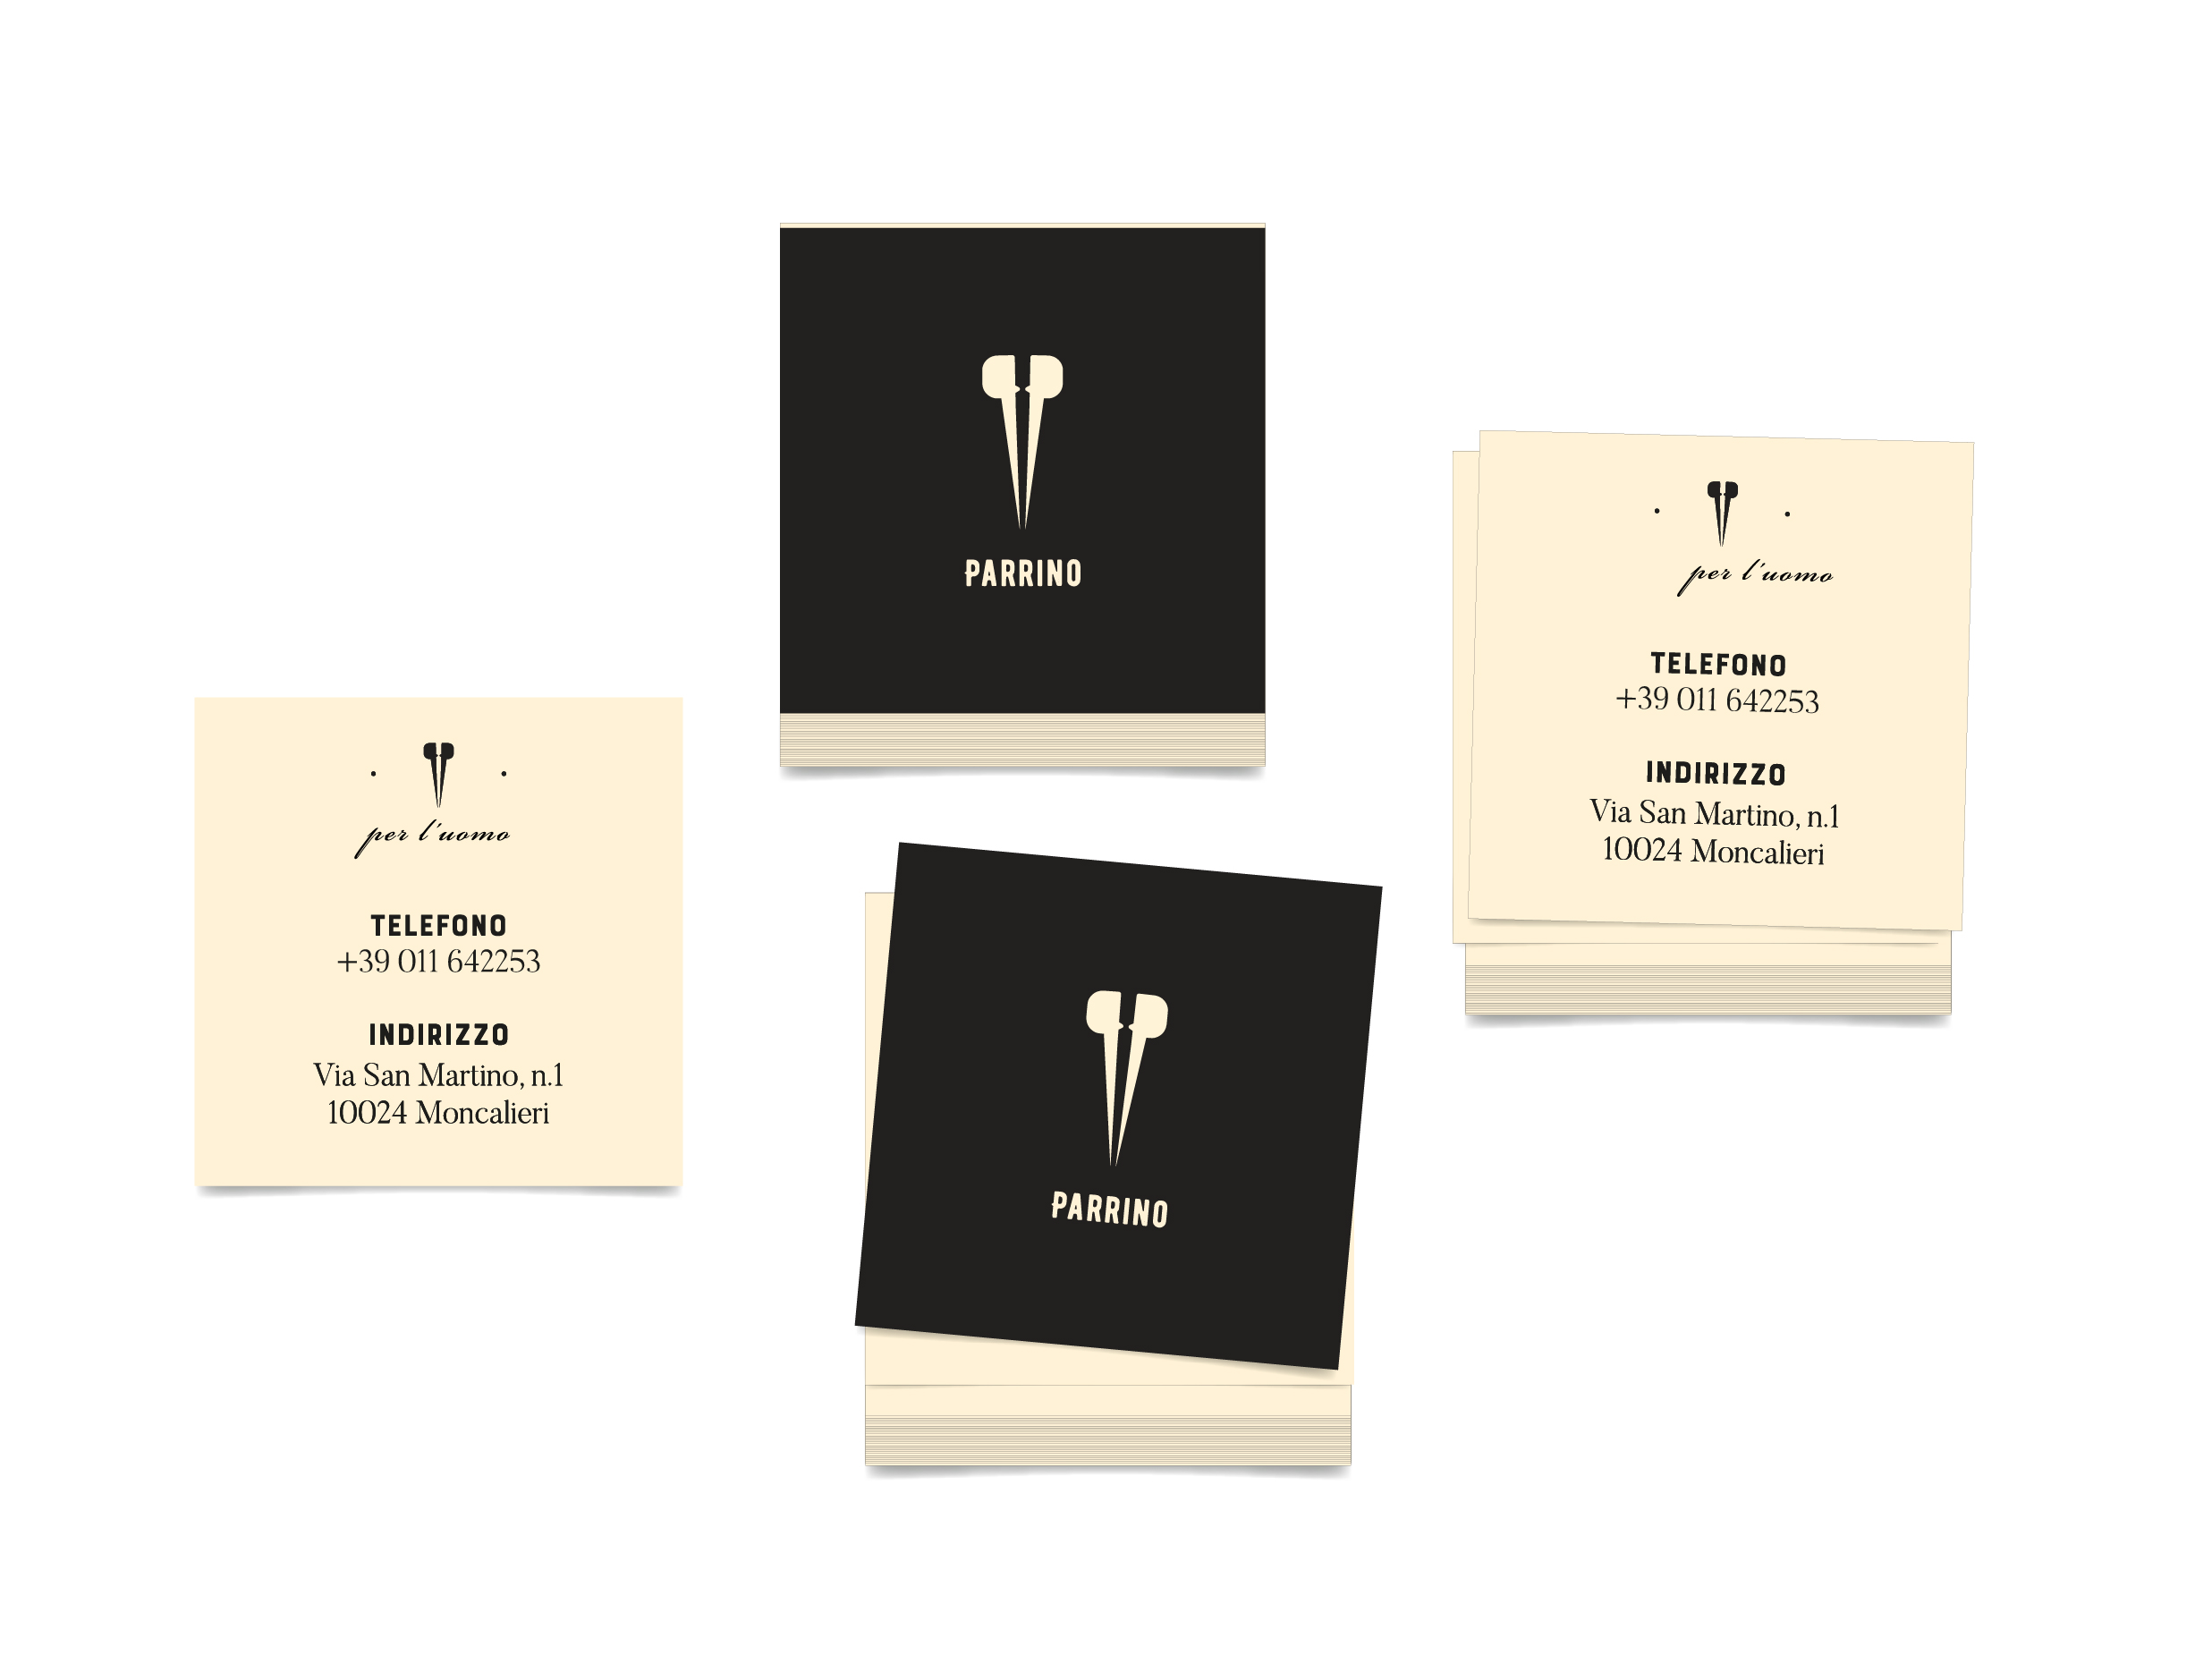 PARRINO
per l'uomo
TELEFONO
+39 011 642253
INDIRIZZO
Via San Martino, n.1
10024 Moncalieri
per l'uomo
TELEFONO
+39 011 642253
INDIRIZZO
Via San Martino, n.1
10024 Moncalieri
PARRINO